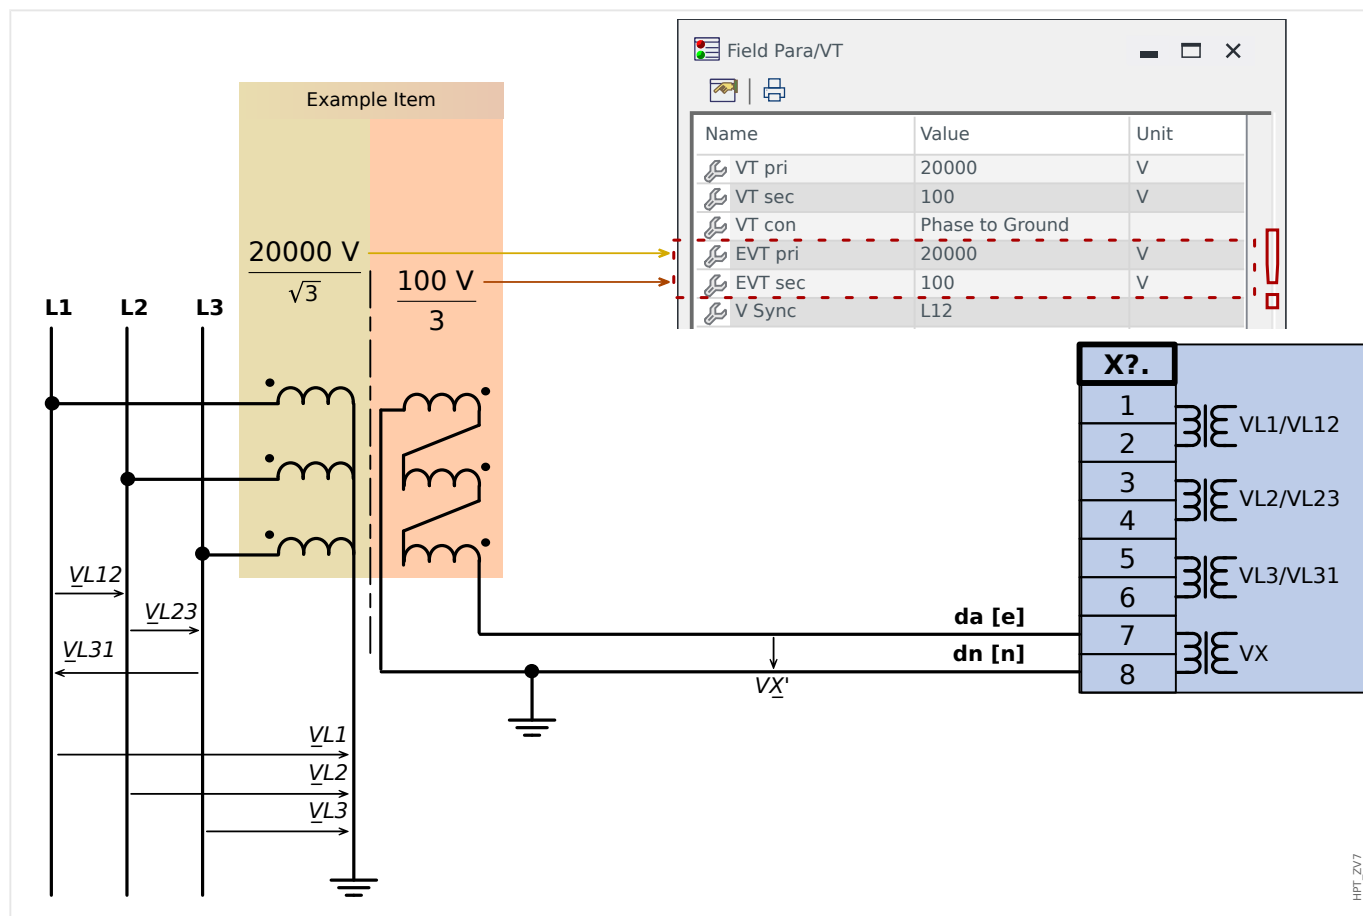 Field Para/VT
Name Value Unit
VT pri 20000 V
VT sec 100 V
VT con Phase to Ground
EVT pri 20000 V
EVT sec 100 V
V Sync L12
Example Item
20000 V
√3
100 V
3
L1 L2 L3
VL12
VL23
VL31
VL1
VL2
VL3
da [e]
dn [n]
VX'
X?.
1
2
3
4
5
6
7
8
VL1/VL12
VL2/VL23
VL3/VL31
VX
HPT_ZV7